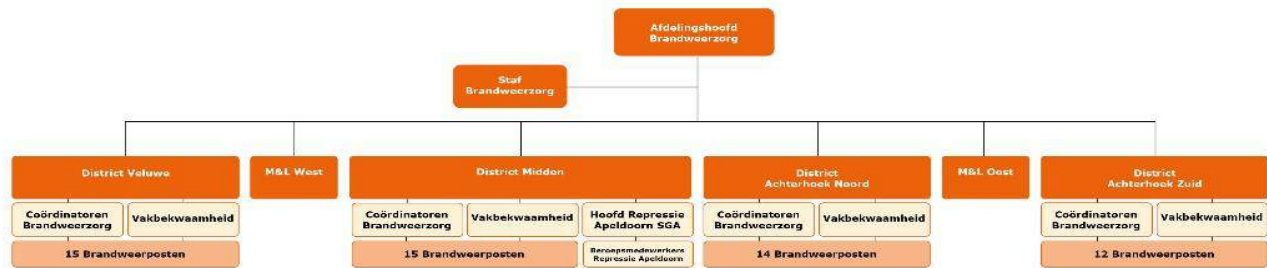 Afdelingshoofd
Brandweerzorg
Staf
Brandweerzorg
District Veluwe
M&L West
District Midden
District
Achterhoek Noord
M&L Oost
District
Achterhoek Zuid
Coördinatoren
Brandweerzorg
Vakbekwaamheid
Coördinatoren
Brandweerzorg
Vakbekwaamheid
Hoofd Repressie
Apeldoorn SGA
Coördinatoren
Brandweerzorg
Vakbekwaamheid
Coördinatoren
Brandweerzorg
Vakbekwaamheid
15 Brandweerposten
15 Brandweerposten
Beroepsmedewerkers
Repressie Apeldoorn
14 Brandweerposten
12 Brandweerposten